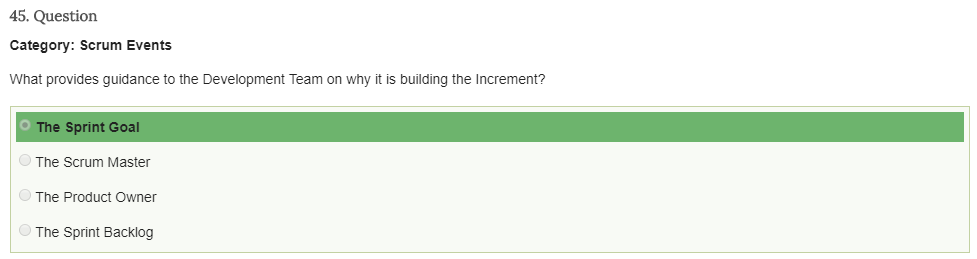 45. Question
Category: Scrum Events
What provides guidance to the Development Team on why it is building the Increment?
The Sprint Goal
The Scrum Master
The Product Owner
The Sprint Backlog